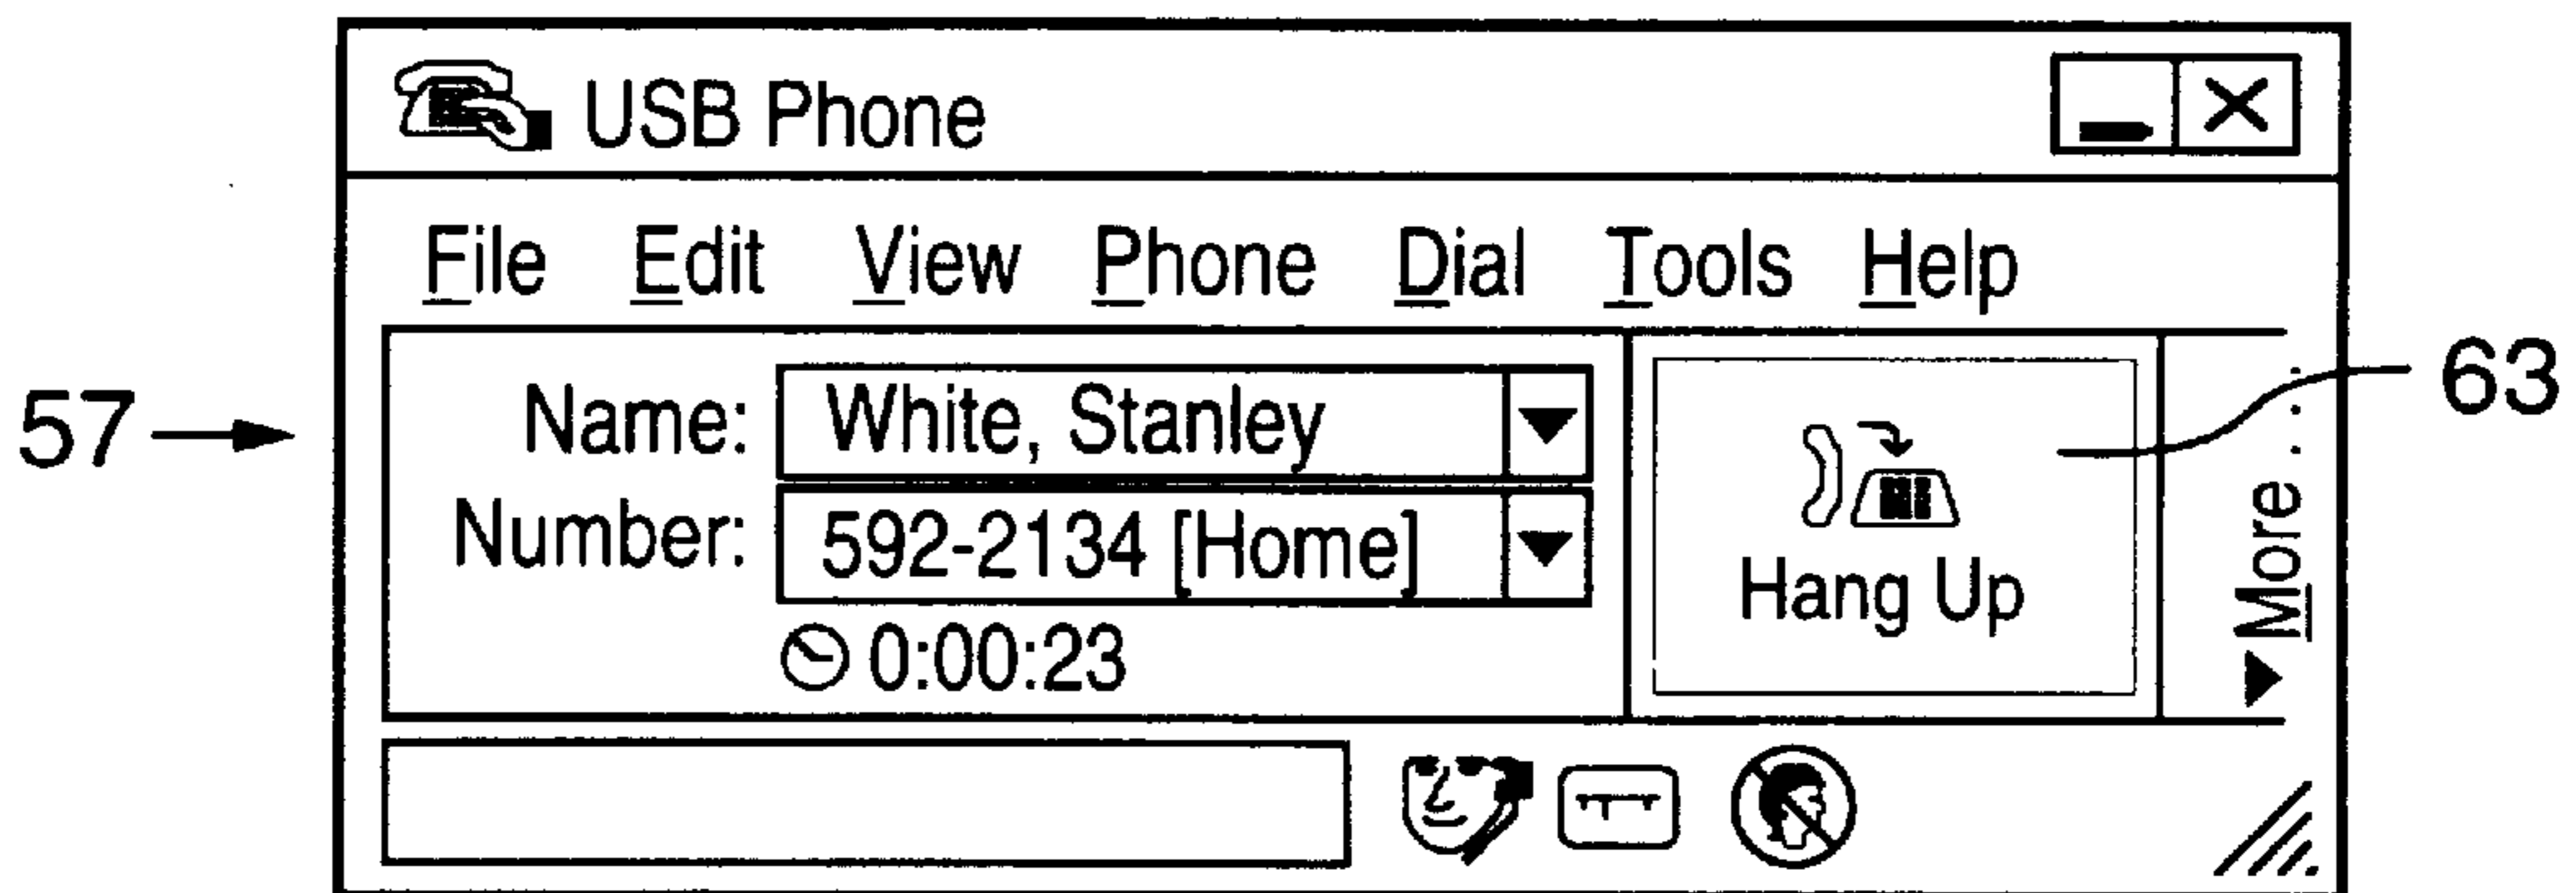 USB Phone
File Edit View Phone Dial Tools Help
Name: White, Stanley
Number: 592-2134 [Home]
0:00:23
Hang Up
More...
57
63